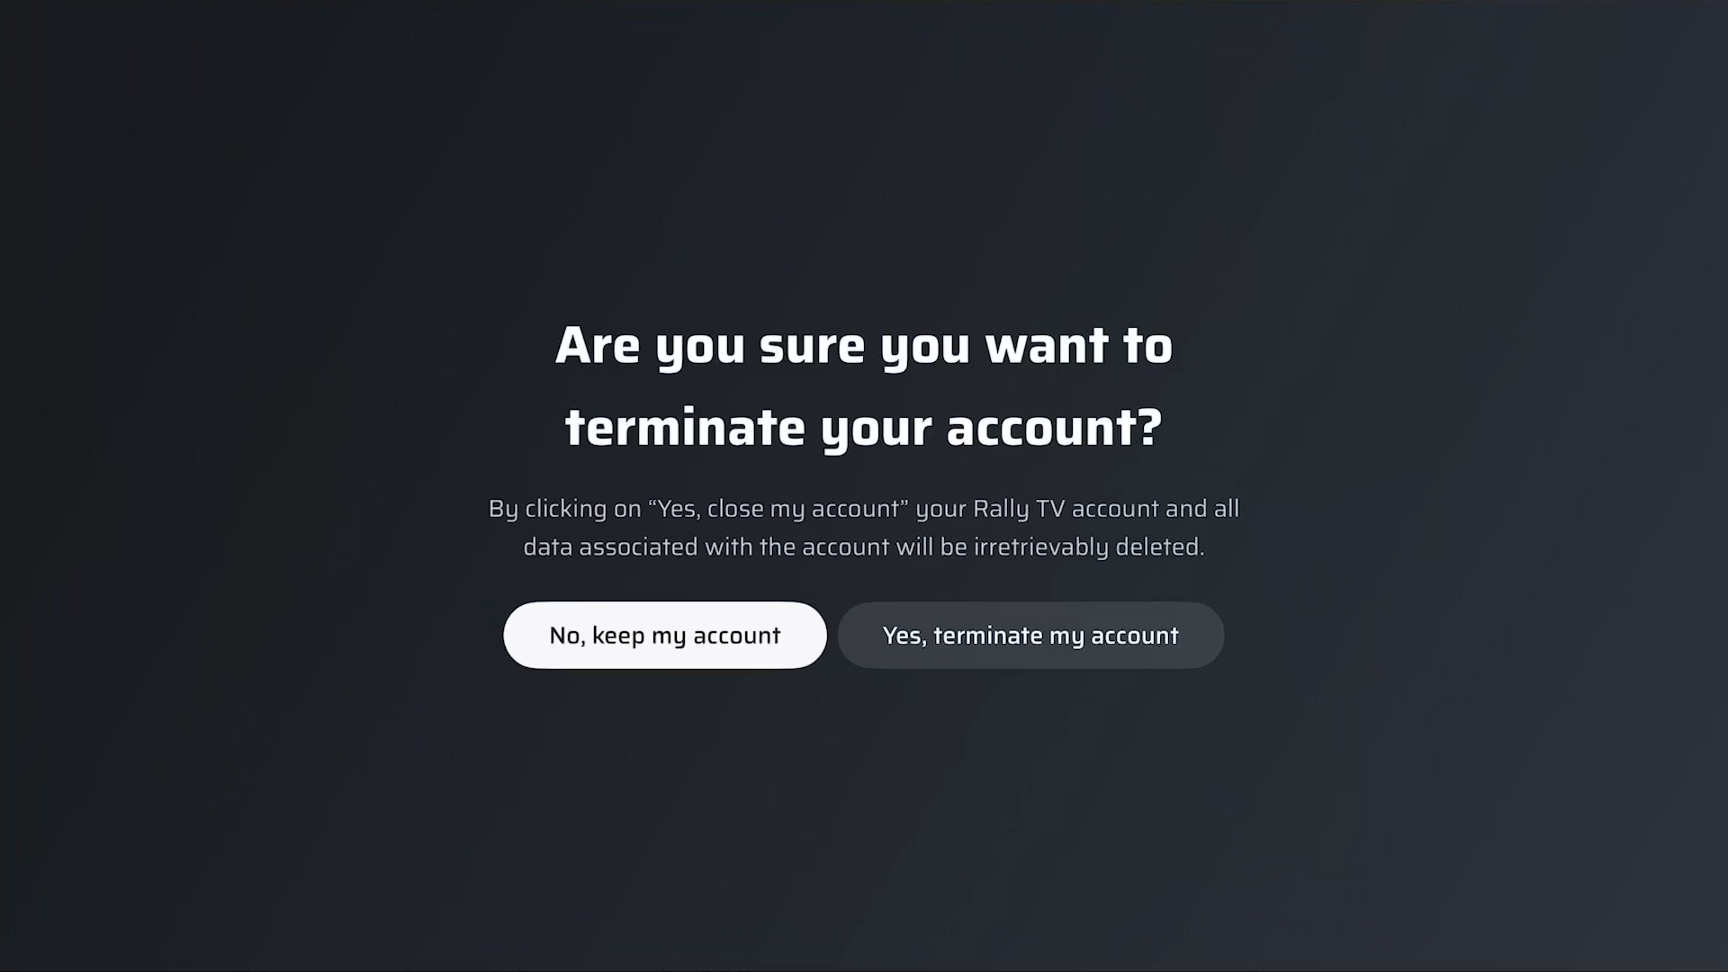 Are you sure you want to
terminate your account?
By clicking on “Yes, close my account” your Rally TV account and all
data associated with the account will be irretrievably deleted.
No, keep my account
Yes, terminate my account